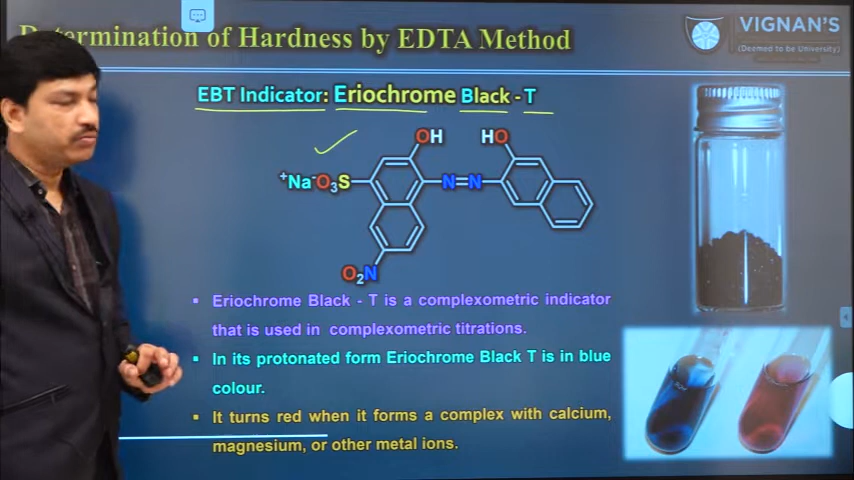 Determination of Hardness by EDTA Method
VIGNAN'S
(Deemed to be University)
EBT Indicator: Eriochrome Black - T
OH
HO
+Na-O3S
N=N
O2N
▪ Eriochrome Black - T is a complexometric indicator
that is used in complexometric titrations.
▪ In its protonated form Eriochrome Black T is in blue
colour.
▪ It turns red when it forms a complex with calcium,
magnesium, or other metal ions.